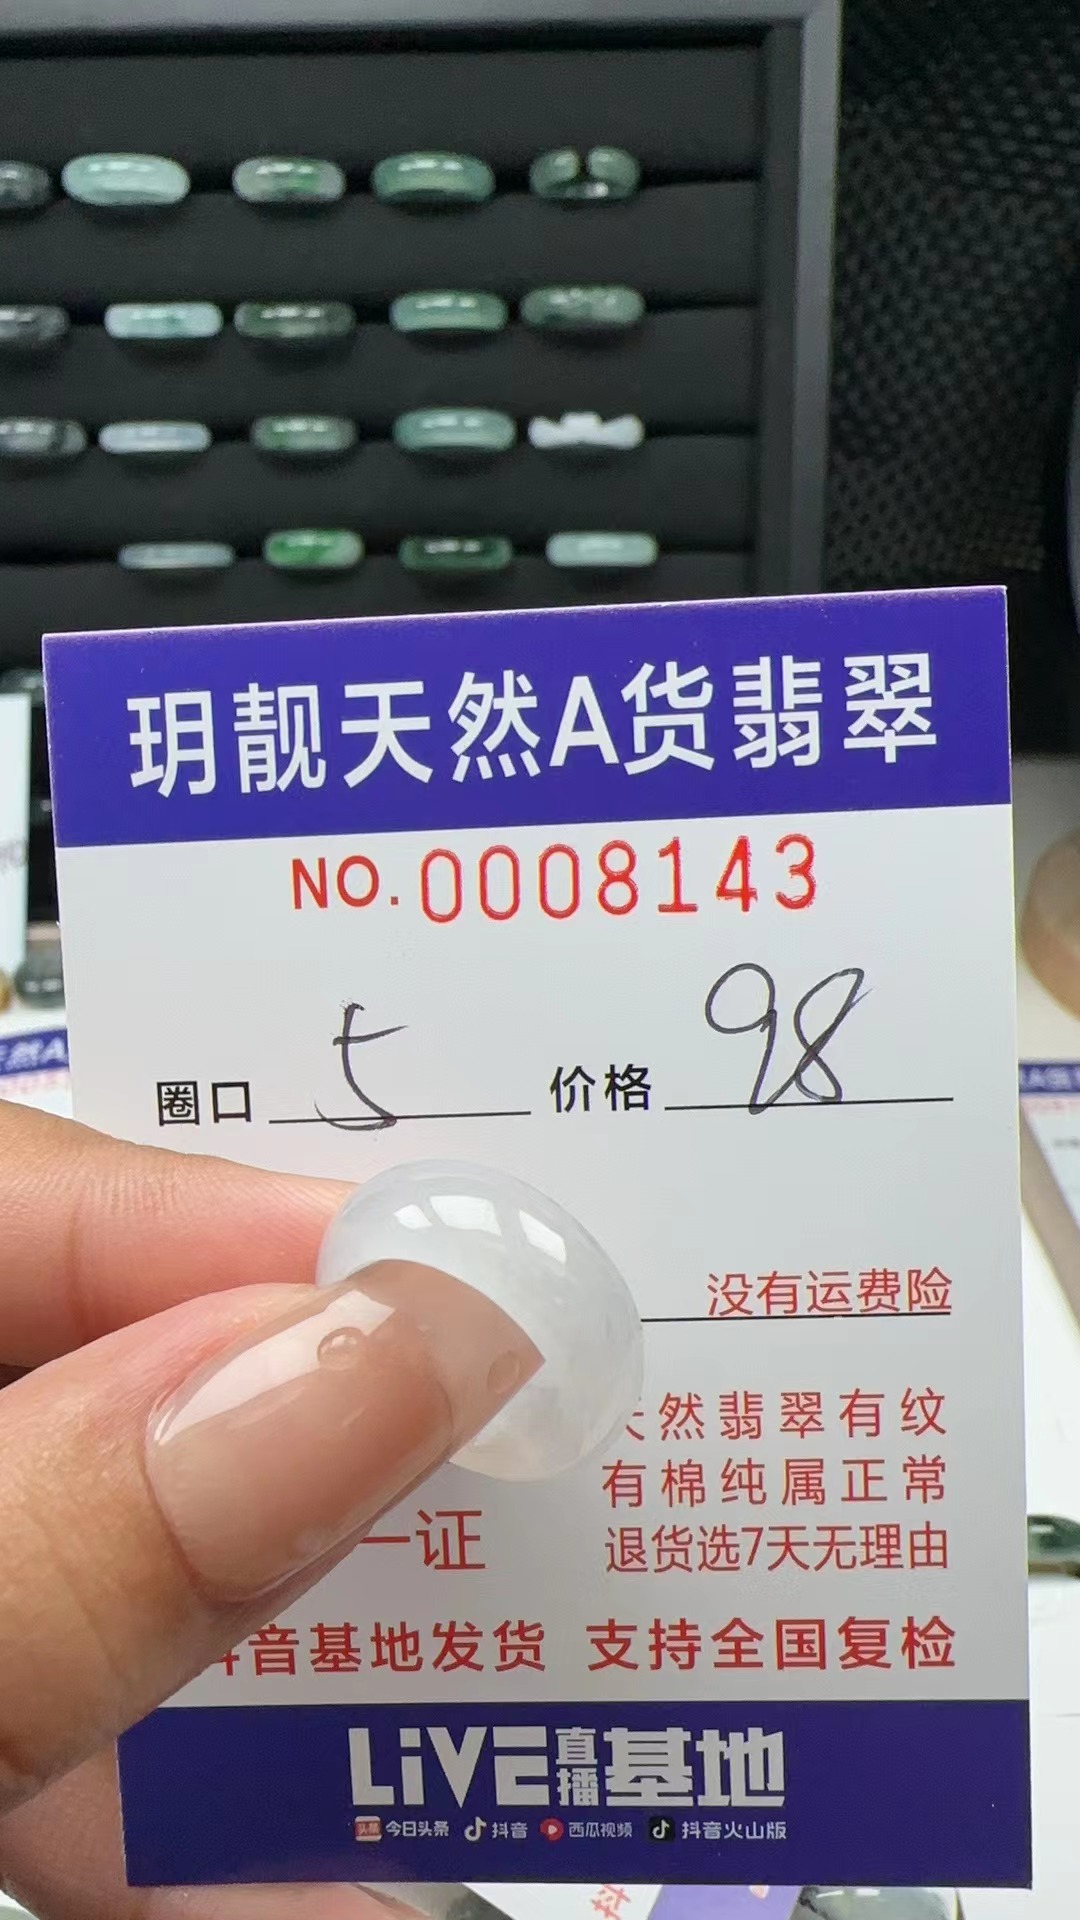 玥靓天然A货翡翠
NO.0008143
圈口 5 价格 98
没有运费险
然翡翠有纹
有棉纯属正常
一证
退货选7天无理由
音基地发货 支持全国复检
LiVE直播基地
头条 今日头条 抖音 西瓜视频 抖音火山版